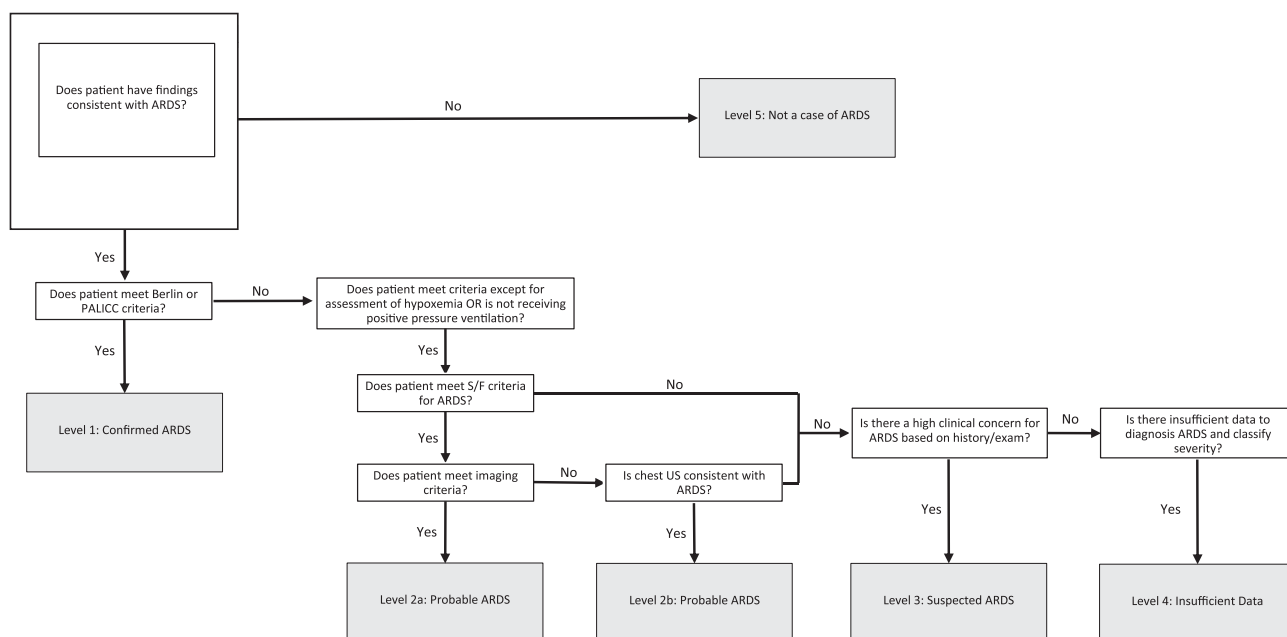 Does patient have findings
consistent with ARDS?
No
Level 5: Not a case of ARDS
Yes
Does patient meet Berlin or
PALICC criteria?
No
Does patient meet criteria except for
assessment of hypoxemia OR is not receiving
positive pressure ventilation?
Yes
Yes
Level 1: Confirmed ARDS
Does patient meet S/F criteria
for ARDS?
No
Yes
No
Is there a high clinical concern for
ARDS based on history/exam?
No
Is there insufficient data to
diagnosis ARDS and classify
severity?
Does patient meet imaging
criteria?
No
Is chest US consistent with
ARDS?
Yes
Yes
Yes
Yes
Level 2a: Probable ARDS
Level 2b: Probable ARDS
Level 3: Suspected ARDS
Level 4: Insufficient Data